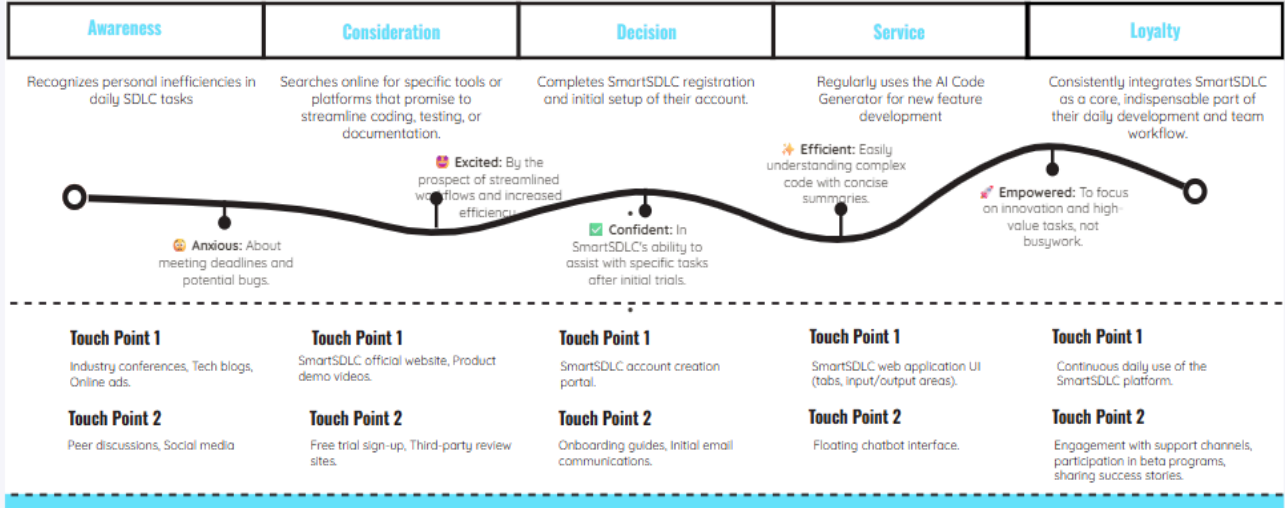 Awareness
Consideration
Decision
Service
Loyalty
Recognizes personal inefficiencies in
daily SDLC tasks
Searches online for specific tools or
platforms that promise to
streamline coding, testing, or
documentation.
Completes SmartSDLC registration
and initial setup of their account.
Regularly uses the AI Code
Generator for new feature
development
Consistently integrates SmartSDLC
as a core, indispensable part of
their daily development and team
workflow.
😩 Anxious: About
meeting deadlines and
potential bugs.
🤩 Excited: By the
prospect of streamlined
workflows and increased
efficiency
✅ Confident: In
SmartSDLC's ability to
assist with specific tasks
after initial trials.
✨ Efficient: Easily
understanding complex
code with concise
summaries.
🚀 Empowered: To focus
on innovation and high-
value tasks, not
busywork.
Touch Point 1
Industry conferences, Tech blogs,
Online ads.
Touch Point 2
Peer discussions, Social media
Touch Point 1
SmartSDLC official website, Product
demo videos.
Touch Point 2
Free trial sign-up, Third-party review
sites.
Touch Point 1
SmartSDLC account creation
portal.
Touch Point 2
Onboarding guides, Initial email
communications.
Touch Point 1
SmartSDLC web application UI
(tabs, input/output areas).
Touch Point 2
Floating chatbot interface.
Touch Point 1
Continuous daily use of the
SmartSDLC platform.
Touch Point 2
Engagement with support channels,
participation in beta programs,
sharing success stories.